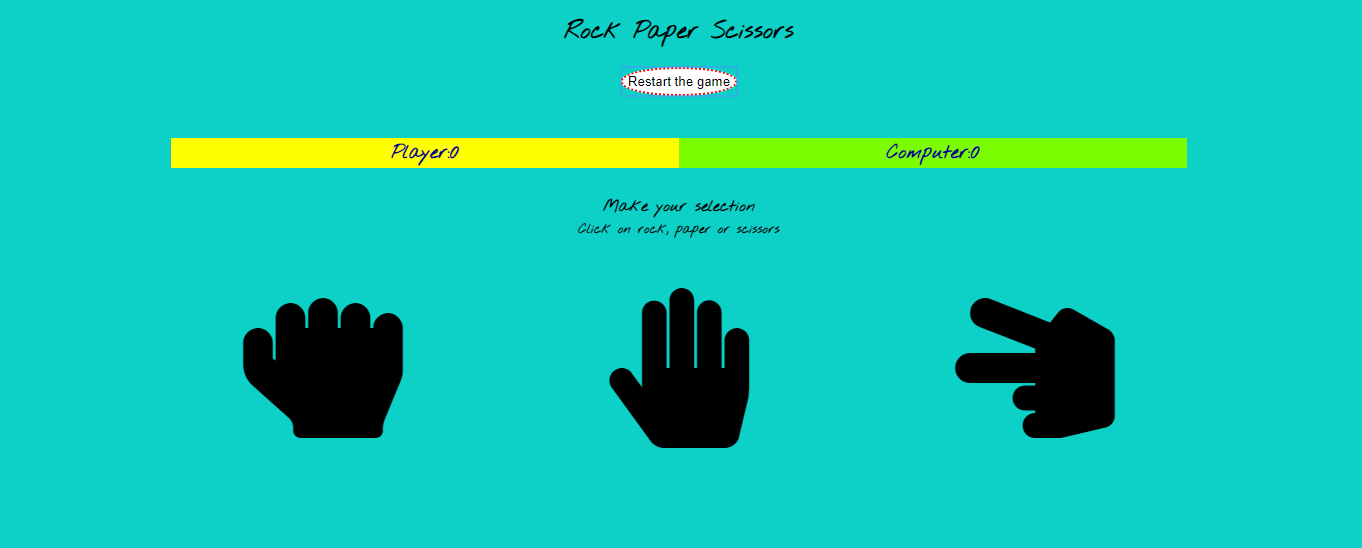 Rock Paper Scissors
Restart the game
Player:0
Computer:0
Make your selection
Click on rock, paper or scissors